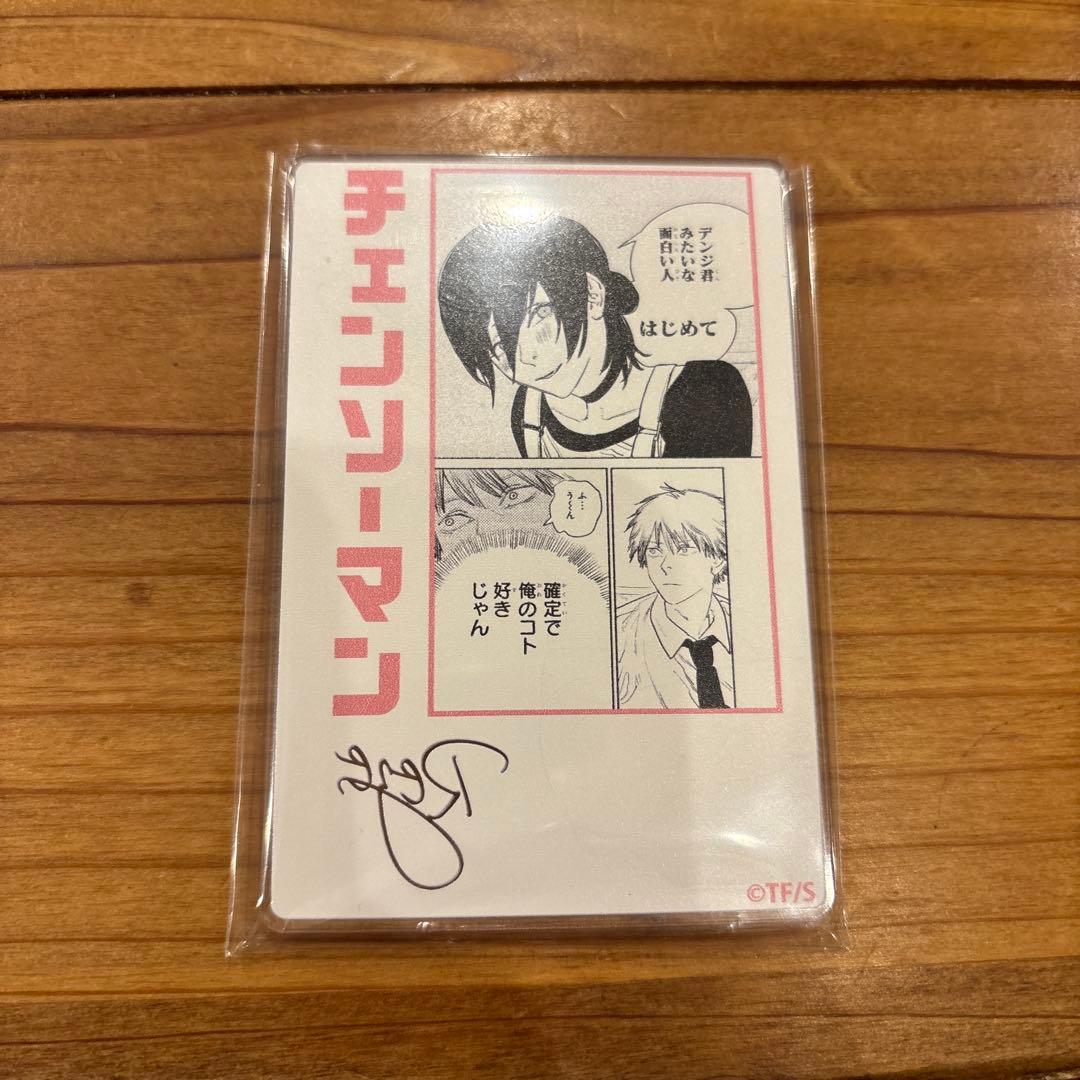 チェンソーマン
デンジ君
みたいな
面白い人
はじめて
ふ…
う〜ん
確定で
俺のコト
好き
じゃん
©TF/S